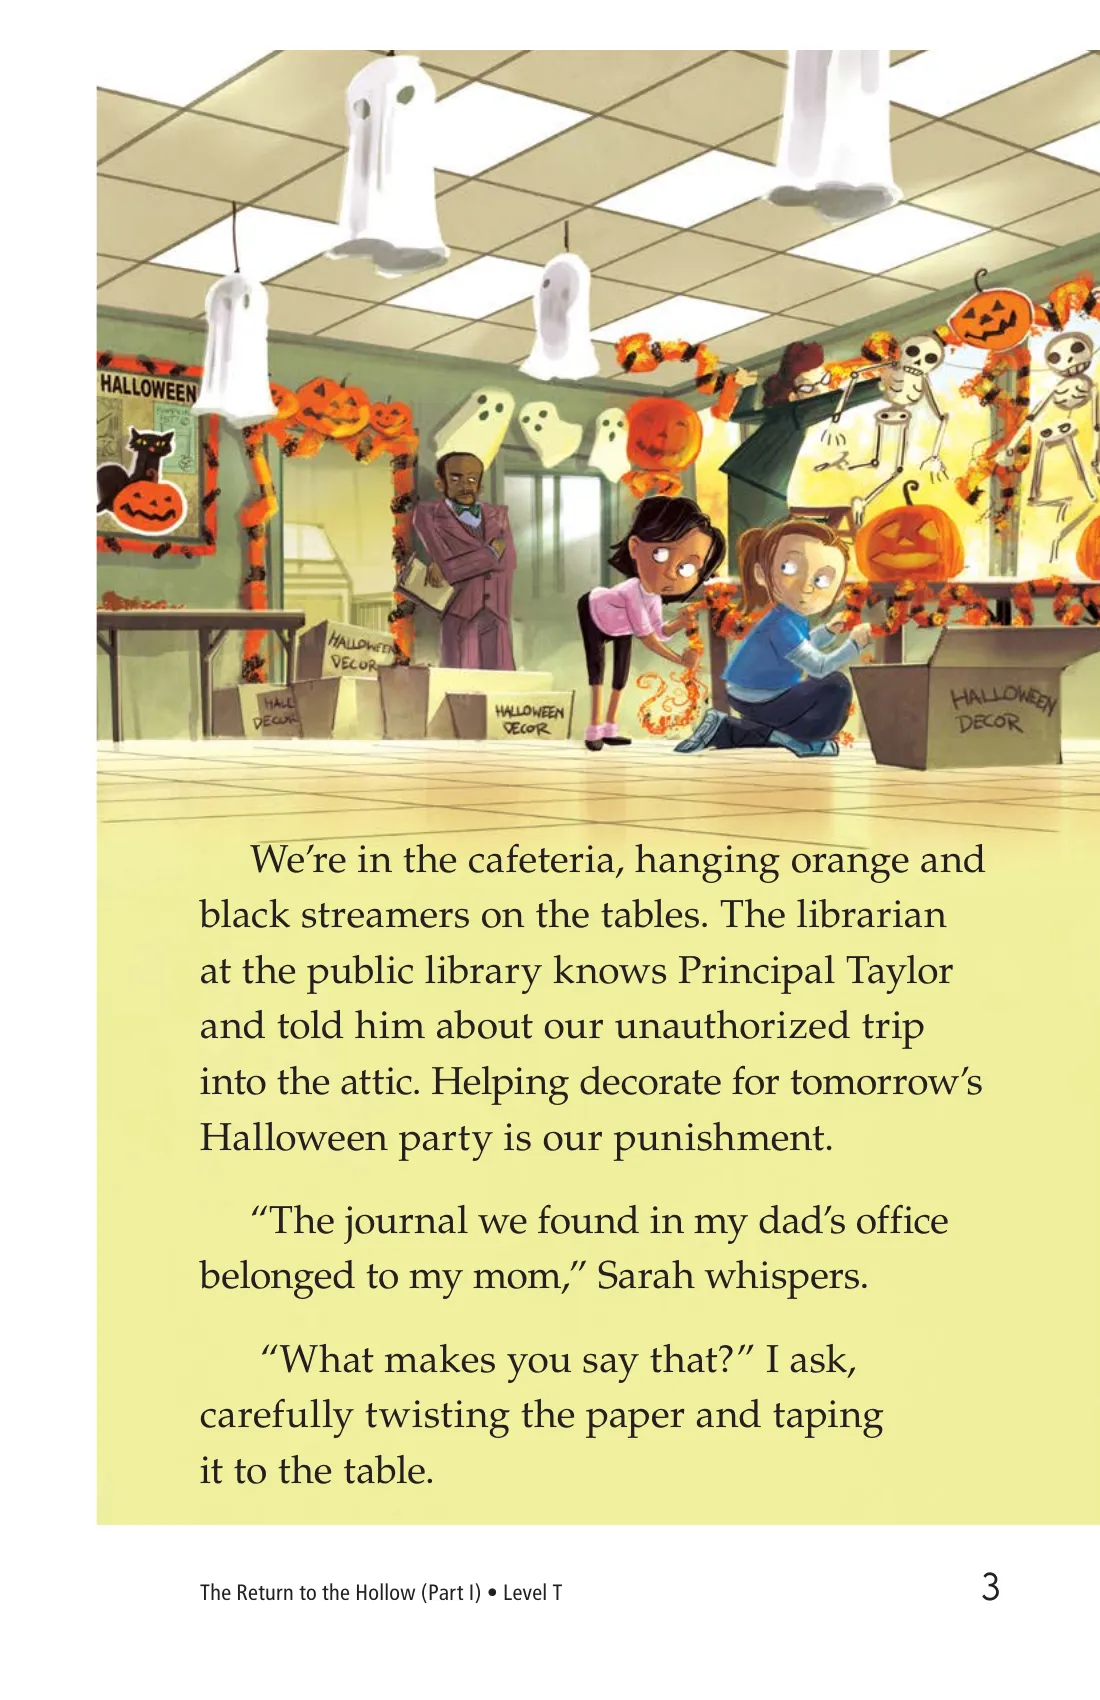 HALLOWEEN
HALLOWEEN
DECOR
HALL
DECOR
HALLOWEEN
DECOR
HALLOWEEN
DECOR
We’re in the cafeteria, hanging orange and
black streamers on the tables. The librarian
at the public library knows Principal Taylor
and told him about our unauthorized trip
into the attic. Helping decorate for tomorrow’s
Halloween party is our punishment.
“The journal we found in my dad’s office
belonged to my mom,” Sarah whispers.
“What makes you say that?” I ask,
carefully twisting the paper and taping
it to the table.
The Return to the Hollow (Part I) • Level T
3